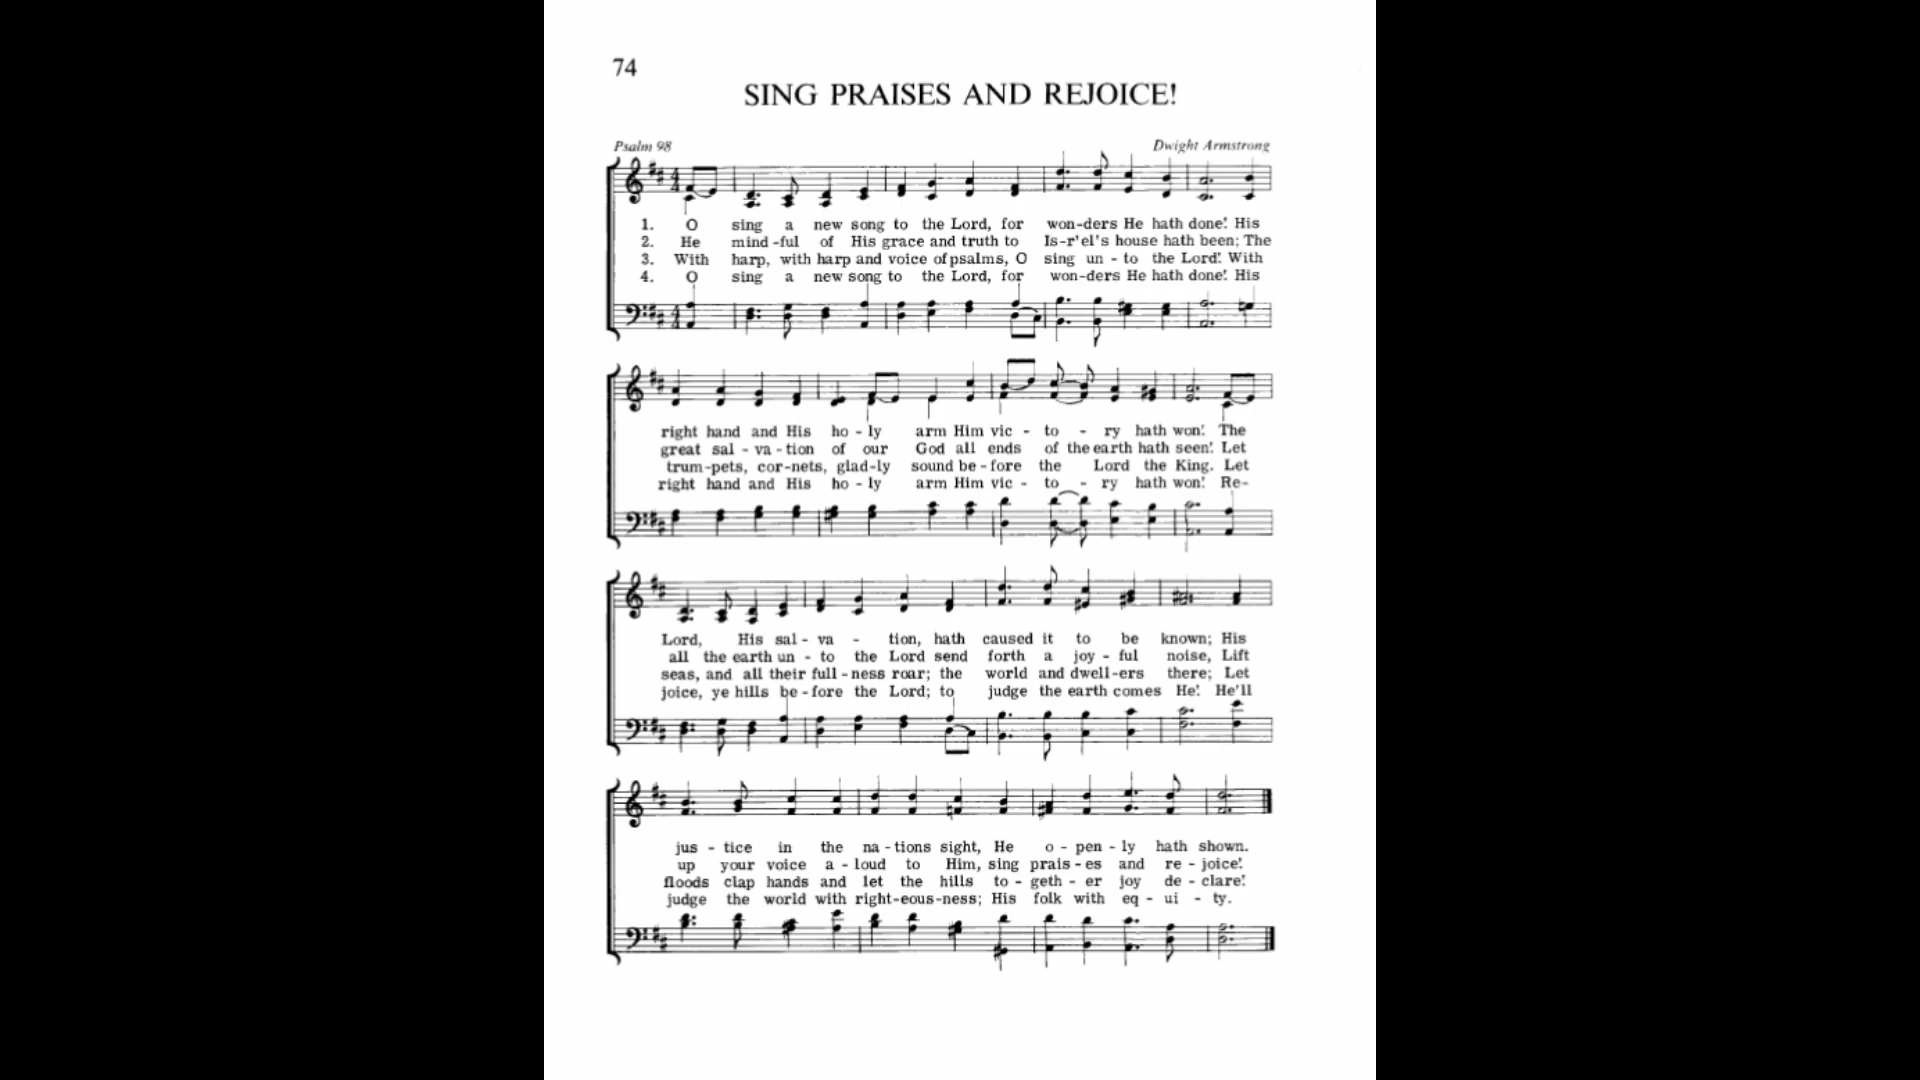 74
SING PRAISES AND REJOICE!
Psalm 98 Dwight Armstrong
1. O sing a new song to the Lord, for won-ders He hath done! His
2. He mind-ful of His grace and truth to Is-r'el's house hath been; The
3. With harp, with harp and voice of psalms, O sing un - to the Lord! With
4. O sing a new song to the Lord, for won-ders He hath done! His
right hand and His ho - ly arm Him vic - to - ry hath won! The
great sal - va - tion of our God all ends of the earth hath seen! Let
trum-pets, cor-nets, glad-ly sound be - fore the Lord the King. Let
right hand and His ho - ly arm Him vic - to - ry hath won! Re-
Lord, His sal - va - tion, hath caused it to be known; His
all the earth un - to the Lord send forth a joy - ful noise, Lift
seas, and all their full - ness roar; the world and dwell-ers there; Let
joice, ye hills be - fore the Lord; to judge the earth comes He! He'll
jus - tice in the na - tions sight, He o - pen - ly hath shown.
up your voice a - loud to Him, sing prais - es and re - joice!
floods clap hands and let the hills to - geth - er joy de - clare!
judge the world with right-eous-ness; His folk with eq - ui - ty.